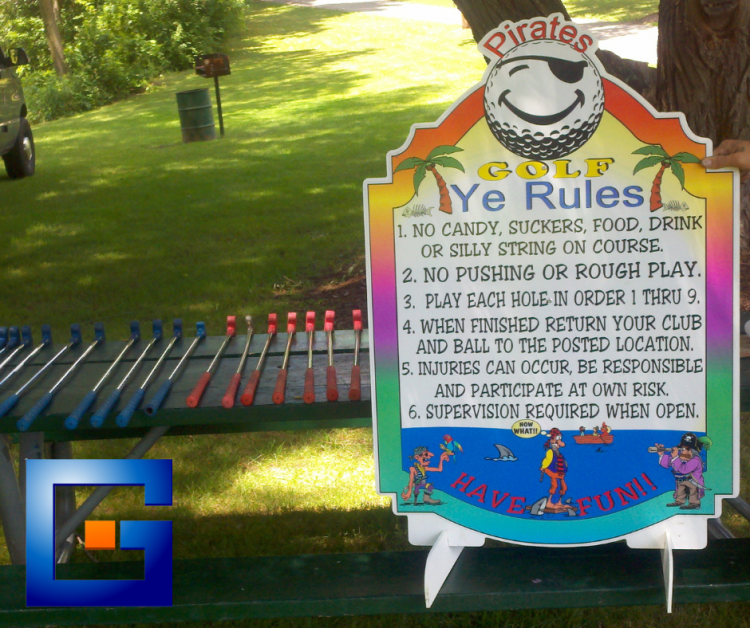 Pirates
GOLF
Ye Rules
1. NO CANDY, SUCKERS, FOOD, DRINK
OR SILLY STRING ON COURSE.
2. NO PUSHING OR ROUGH PLAY.
3. PLAY EACH HOLE IN ORDER 1 THRU 9.
4. WHEN FINISHED RETURN YOUR CLUB
AND BALL TO THE POSTED LOCATION.
5. INJURIES CAN OCCUR, BE RESPONSIBLE
AND PARTICIPATE AT OWN RISK.
6. SUPERVISION REQUIRED WHEN OPEN.
NOW
WHAT!!
HAVE FUN!!
G